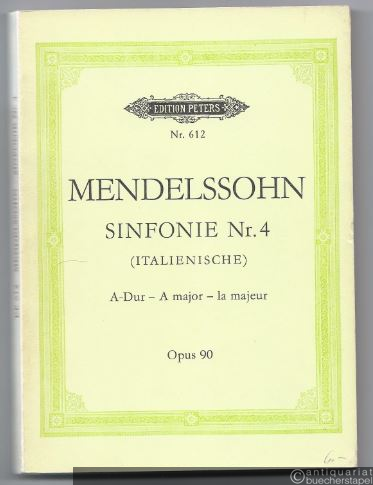 EDITION PETERS
Nr. 612
MENDELSSOHN
SINFONIE Nr. 4
(ITALIENISCHE)
A-Dur – A major – la majeur
Opus 90
antiquariat
buecherstapel